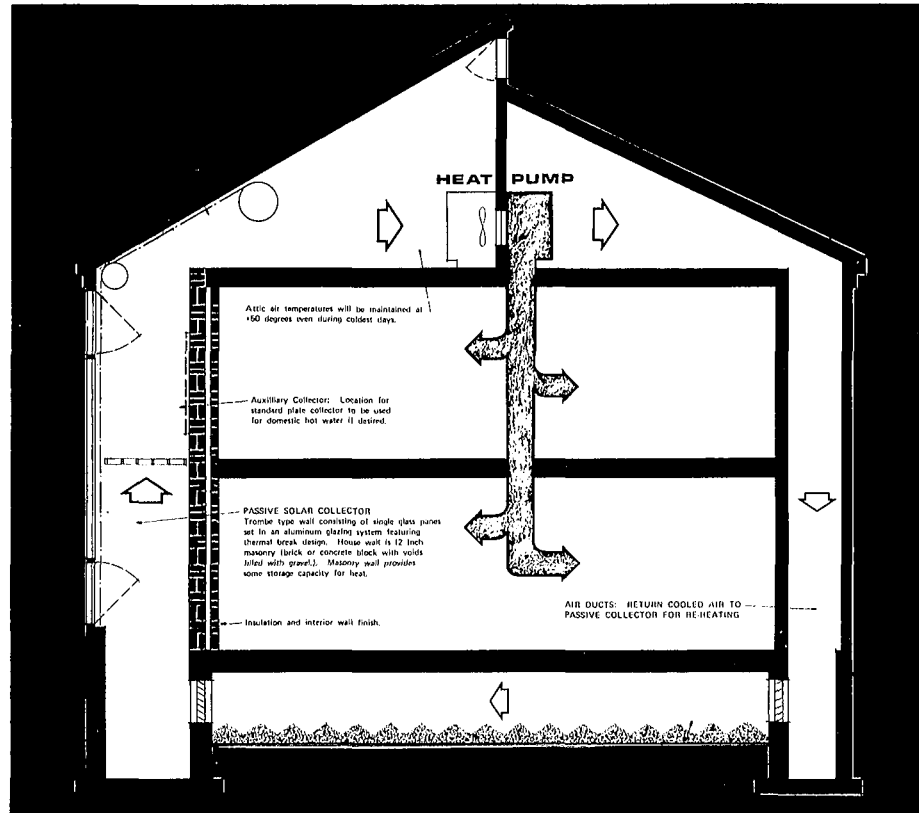 HEAT PUMP
Attic air temperatures will be maintained at
+60 degrees even during coldest days.
Auxilliary Collector: Location for
standard plate collector to be used
for domestic hot water if desired.
PASSIVE SOLAR COLLECTOR
Trombe type wall consisting of single glass panes
set in an aluminum glazing system featuring
thermal break design. House wall is 12 inch
masonry (brick or concrete block with voids
filled with gravel.). Masonry wall provides
some storage capacity for heat.
Insulation and interior wall finish.
AIR DUCTS: RETURN COOLED AIR TO
PASSIVE COLLECTOR FOR RE-HEATING